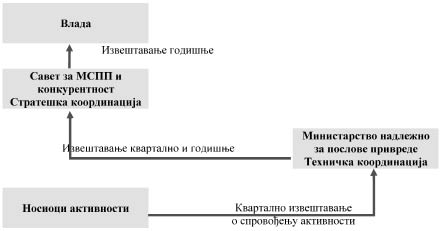 Влада
Извештавање годишње
Савет за МСПП и
конкурентност
Стратешка координација
Извештавање квартално и годишње
Министарство надлежно
за послове привреде
Техничка координација
Носиоци активности
Квартално извештавање
о спровођењу активности